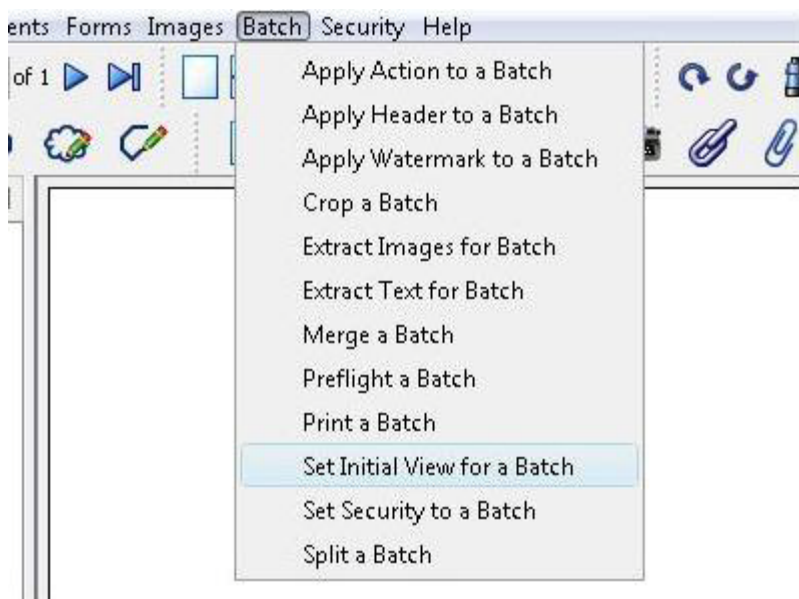 ents Forms Images Batch Security Help
of 1
Apply Action to a Batch
Apply Header to a Batch
Apply Watermark to a Batch
Crop a Batch
Extract Images for Batch
Extract Text for Batch
Merge a Batch
Preflight a Batch
Print a Batch
Set Initial View for a Batch
Set Security to a Batch
Split a Batch